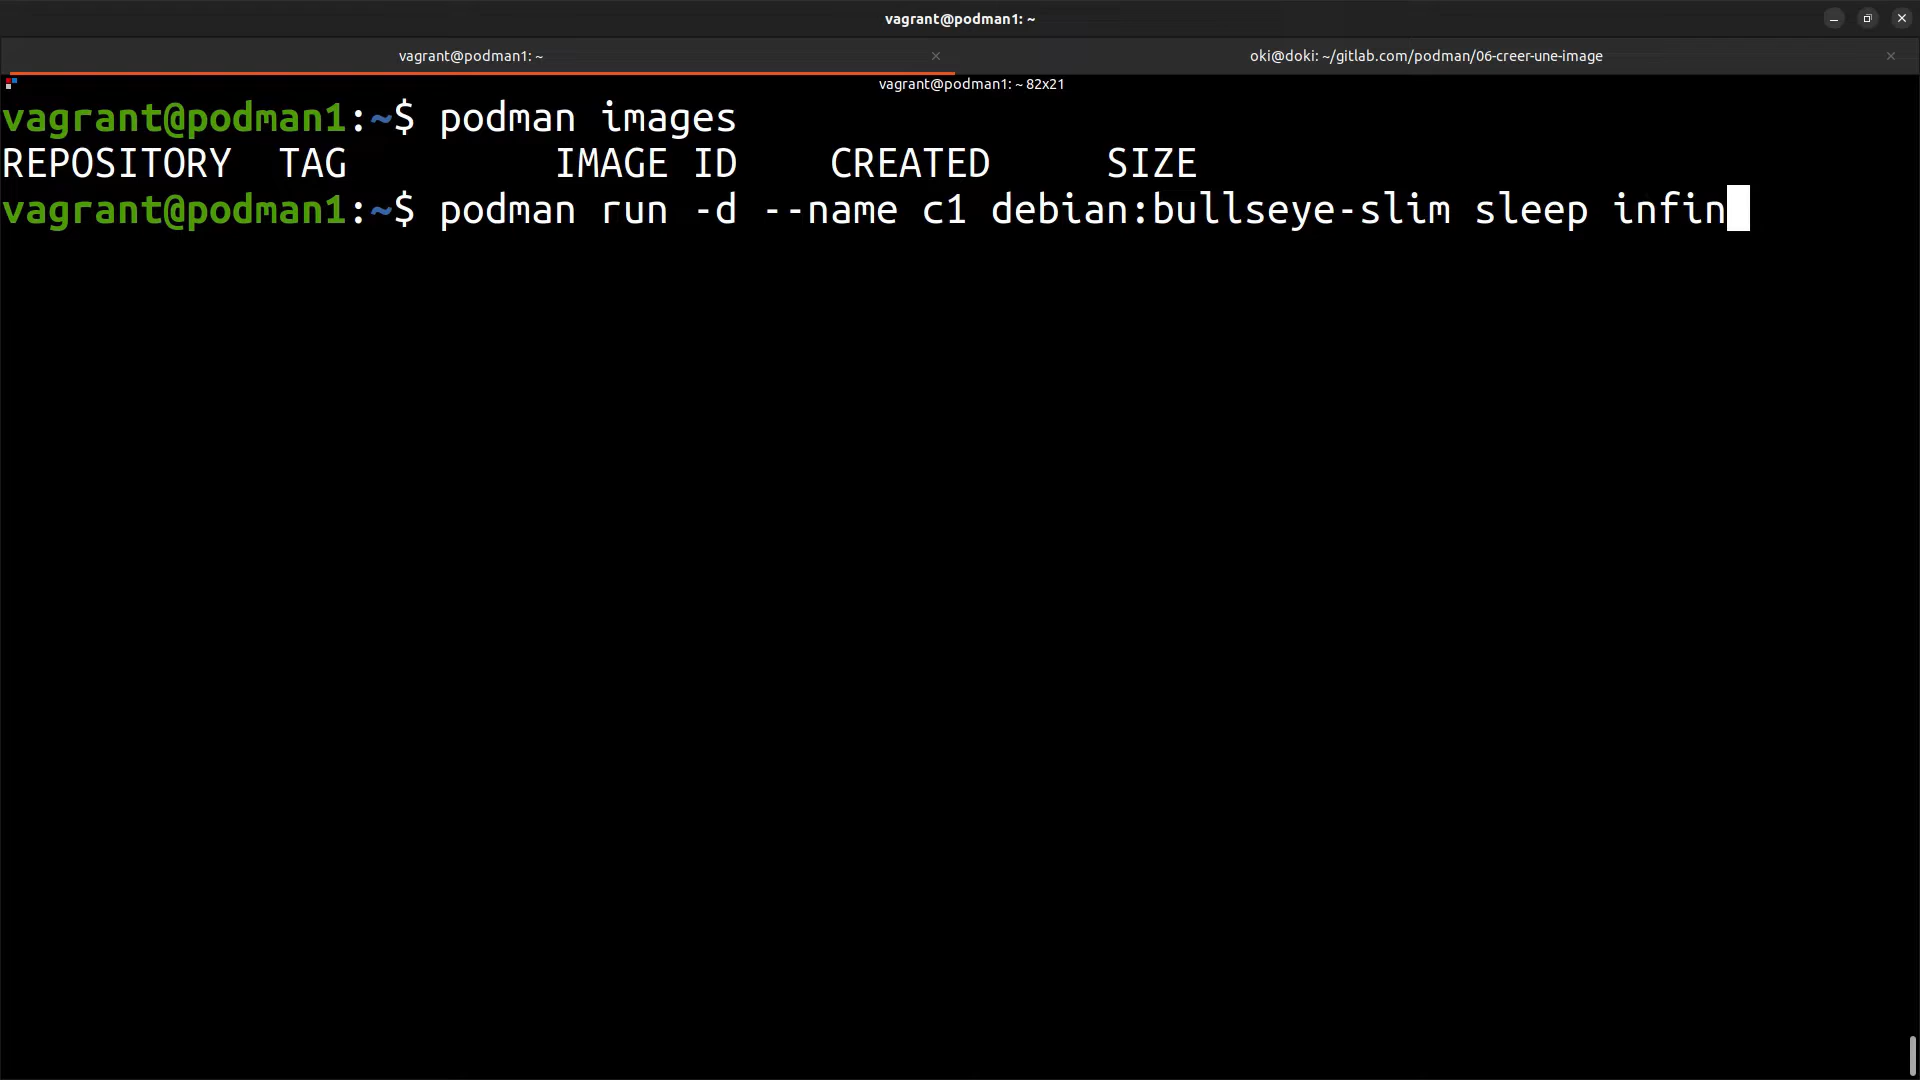 vagrant@podman1: ~
vagrant@podman1: ~ × oki@doki: ~/gitlab.com/podman/06-creer-une-image ×
vagrant@podman1: ~ 82x21
vagrant@podman1:~$ podman images
REPOSITORY TAG IMAGE ID CREATED SIZE
vagrant@podman1:~$ podman run -d --name c1 debian:bullseye-slim sleep infin